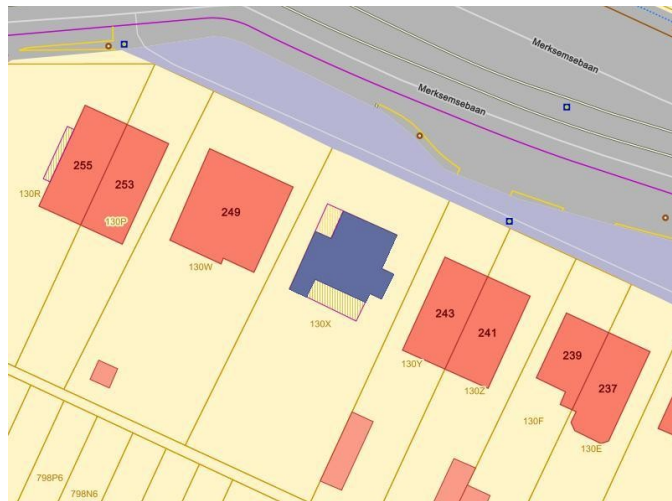 Merksemsebaan
Merksemsebaan
255
253
130R
130P
249
130W
130X
243
241
130Y
130Z
239
237
130F
130E
798P6
798N6